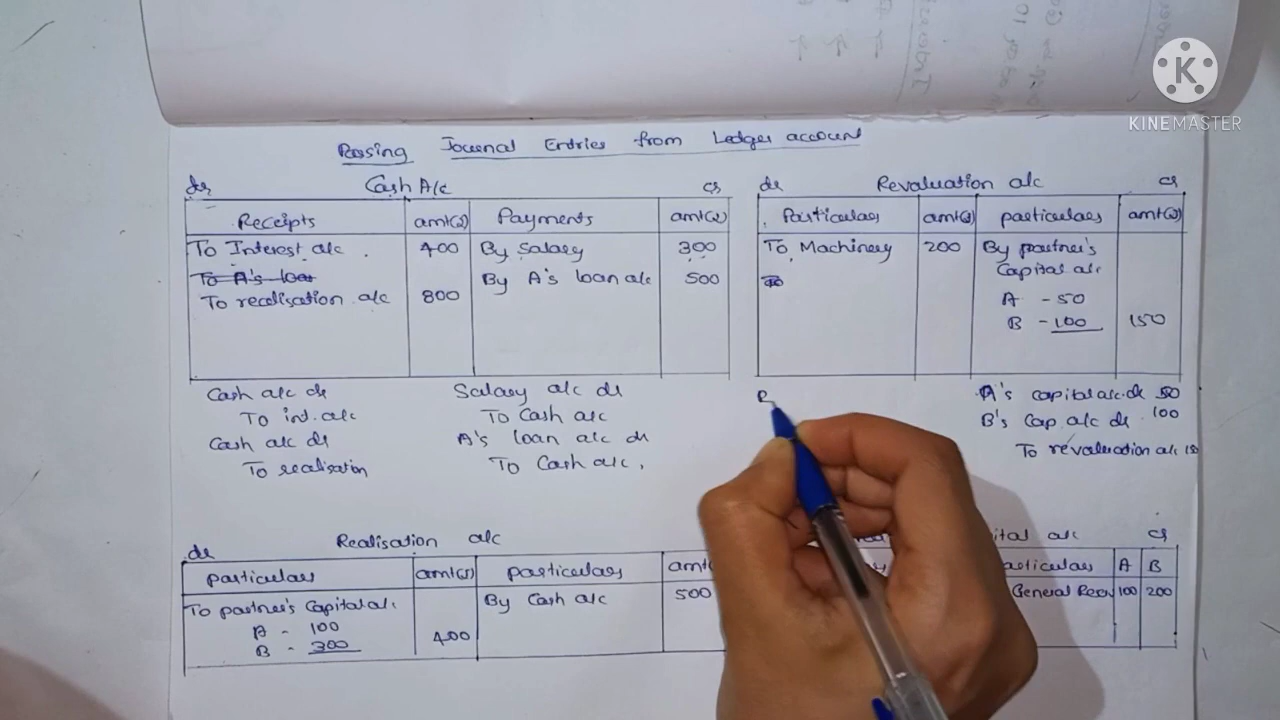 KINEMASTER
Passing Journal Entries from Ledger account
dr Cash A/c cr
Receipts amt(₹) Payments amt(₹)
To Interest a/c 400 By Salary 300
To A's loa By A's loan a/c 500
To realisation a/c 800
Cash a/c dr Salary a/c dr
To int. a/c To Cash a/c
Cash a/c dr A's loan a/c dr
To realisation To Cash a/c,
dr Revaluation a/c cr
Particulars amt(₹) particulars amt(₹)
To Machinery 200 By partner's
Capital a/c
A - 50
B - 100 150
R A's capital a/c dr 50
B's Cap a/c dr 100
To revaluation a/c
dr Realisation a/c
particulars amt(₹) particulars amt(
To partner's Capital a/c By Cash a/c 500
A - 100
B - 300 400
ital a/c cr
articulars A B
General Reser 100 200